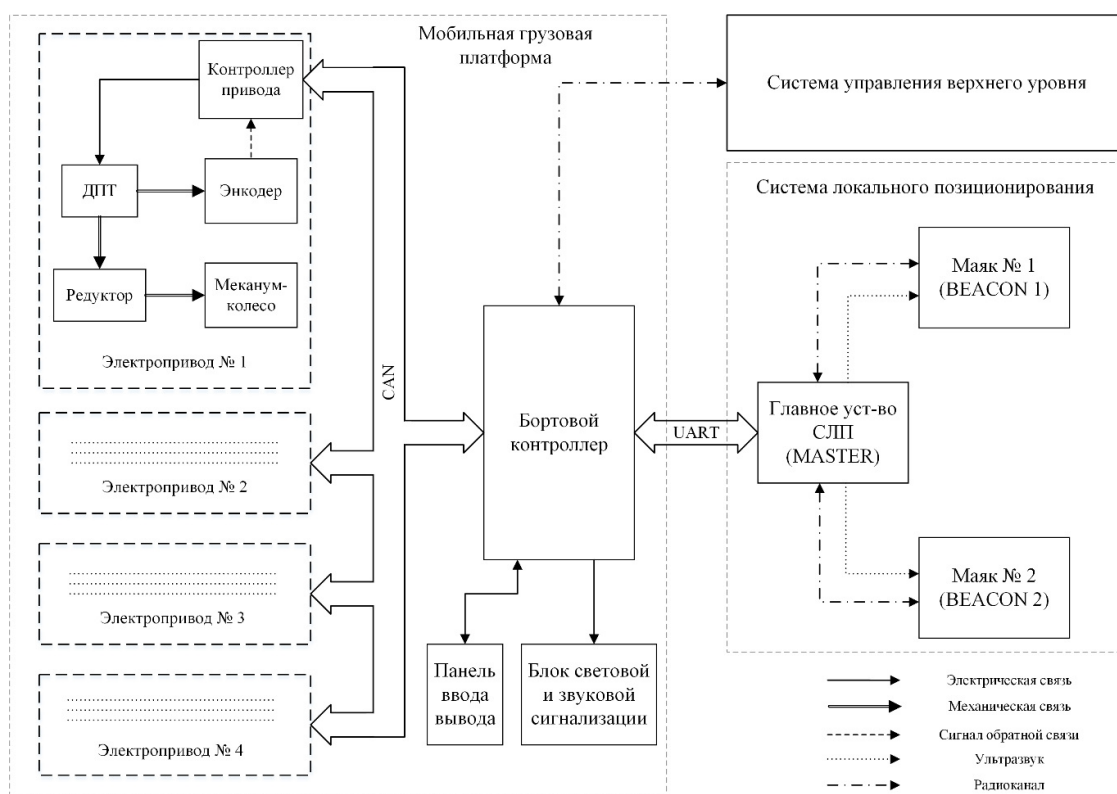 Мобильная грузовая
платформа
Контроллер
привода
ДПТ
Энкодер
Редуктор
Меканум-
колесо
Электропривод № 1
Электропривод № 2
Электропривод № 3
Электропривод № 4
CAN
Бортовой
контроллер
UART
Панель
ввода
вывода
Блок световой
и звуковой
сигнализации
Система управления верхнего уровня
Система локального позиционирования
Маяк № 1
(BEACON 1)
Главное уст-во
СЛП
(MASTER)
Маяк № 2
(BEACON 2)
Электрическая связь
Механическая связь
Сигнал обратной связи
Ультразвук
Радиоканал